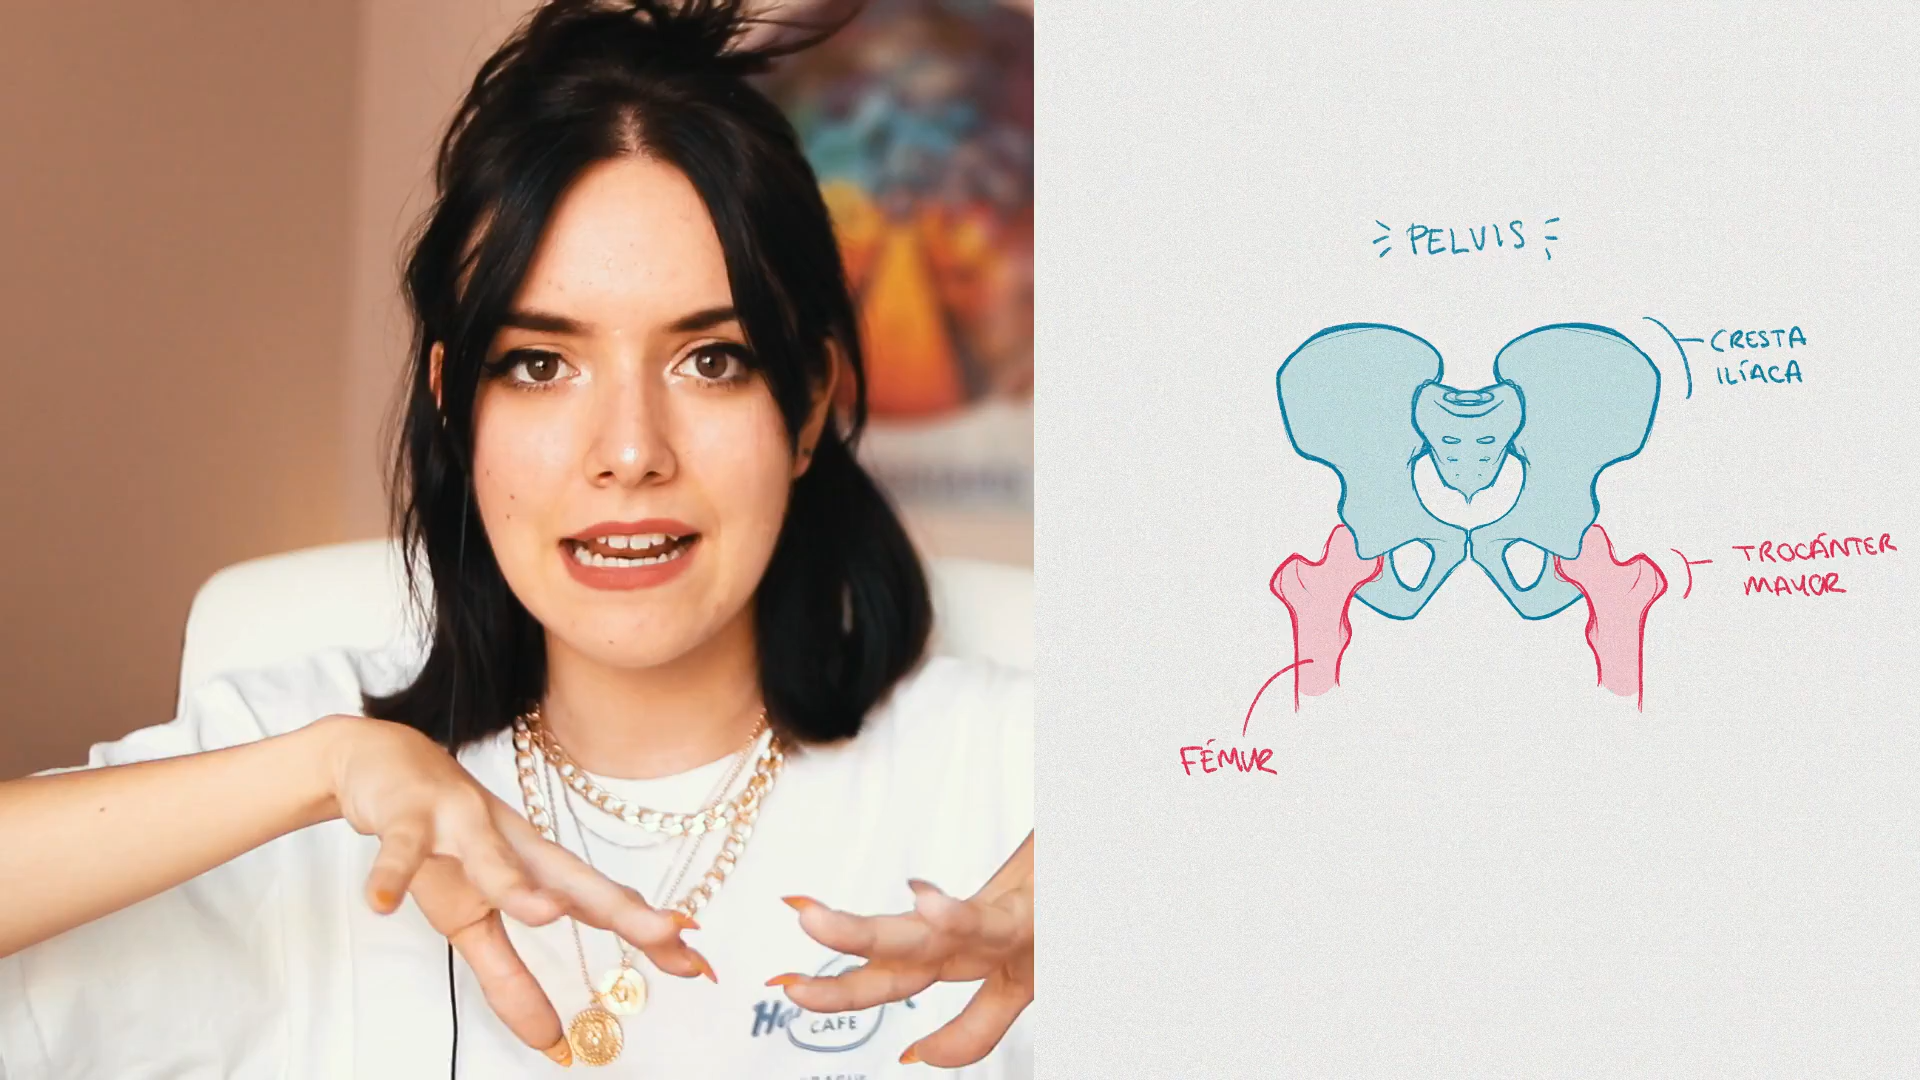 PELVIS
CRESTA
ILÍACA
TROCÁNTER
MAYOR
FÉMUR
CAFE